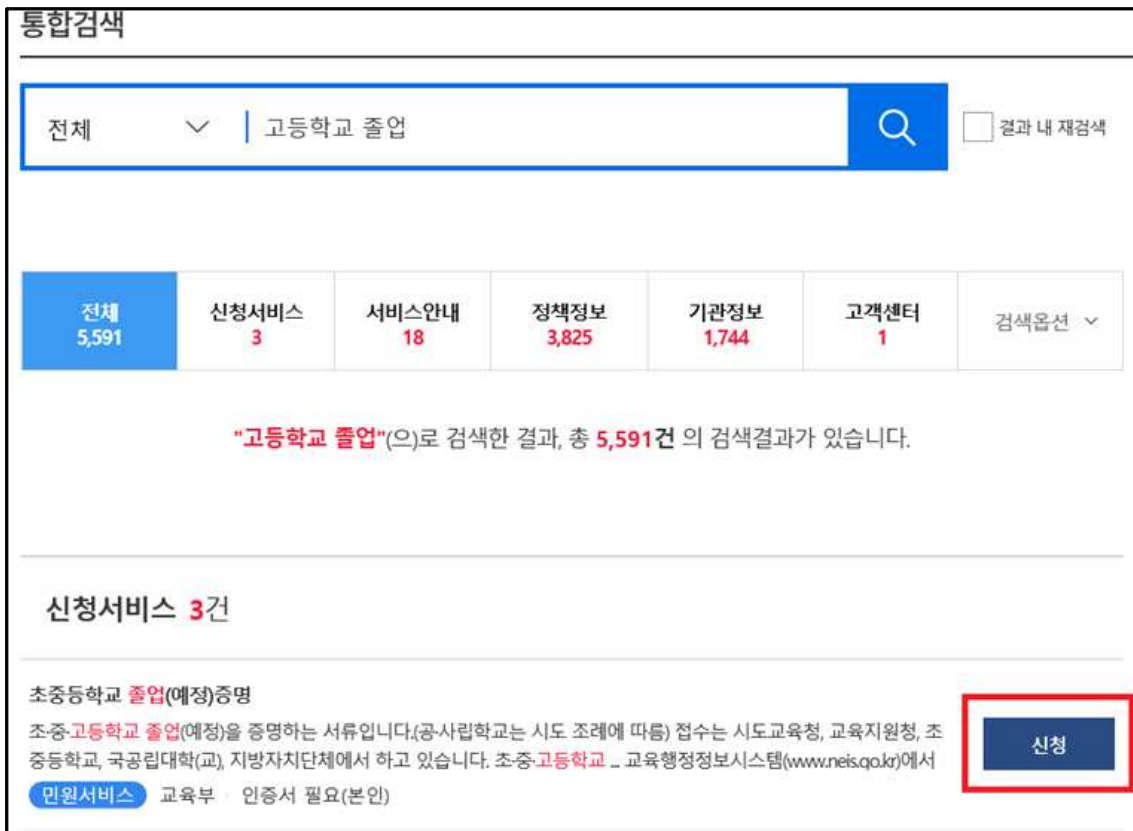 통합검색
전체 고등학교 졸업 결과 내 재검색
전체 신청서비스 서비스안내 정책정보 기관정보 고객센터 검색옵션
5,591 3 18 3,825 1,744 1
"고등학교 졸업"(으)로 검색한 결과, 총 5,591건 의 검색결과가 있습니다.
신청서비스 3건
초중등학교 졸업(예정)증명
초·중·고등학교 졸업(예정)을 증명하는 서류입니다.(공·사립학교는 시도 조례에 따름) 접수는 시도교육청, 교육지원청, 초
중등학교, 국공립대학(교), 지방자치단체에서 하고 있습니다. 초·중·고등학교 ... 교육행정정보시스템(www.neis.go.kr)에서
신청
민원서비스 교육부 인증서 필요(본인)